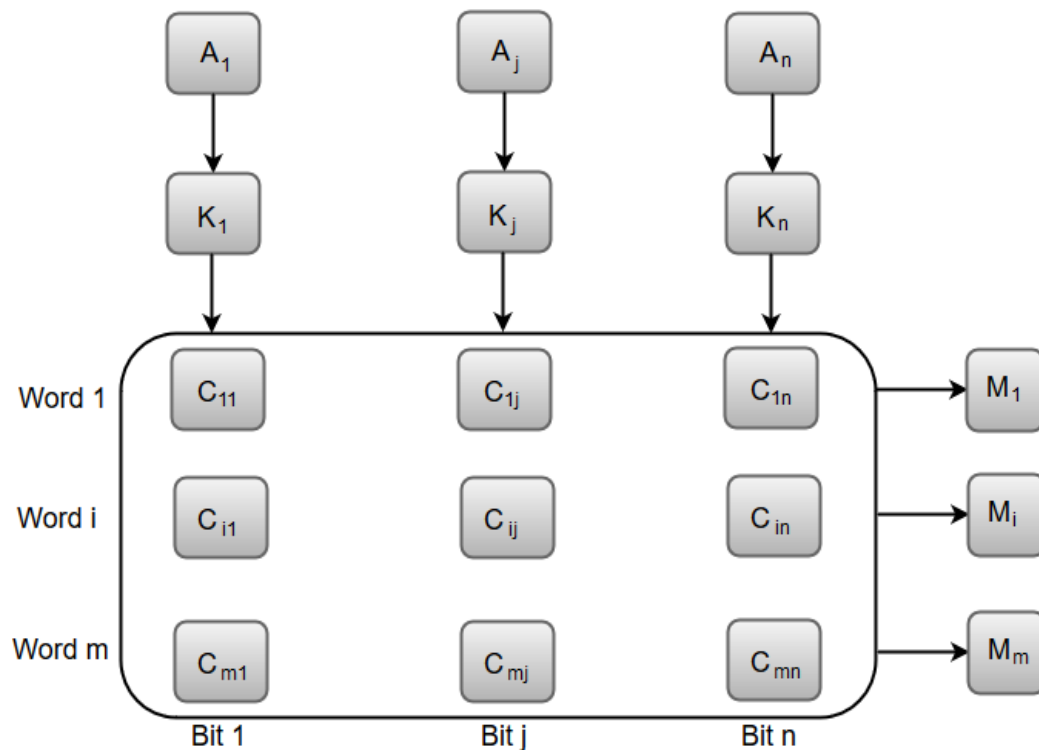 A₁ Aⱼ Aₙ
K₁ Kⱼ Kₙ
Word 1 C₁₁ C₁ⱼ C₁ₙ M₁
Word i Cᵢ₁ Cᵢⱼ Cᵢₙ Mᵢ
Word m Cₘ₁ Cₘⱼ Cₘₙ Mₘ
Bit 1 Bit j Bit n